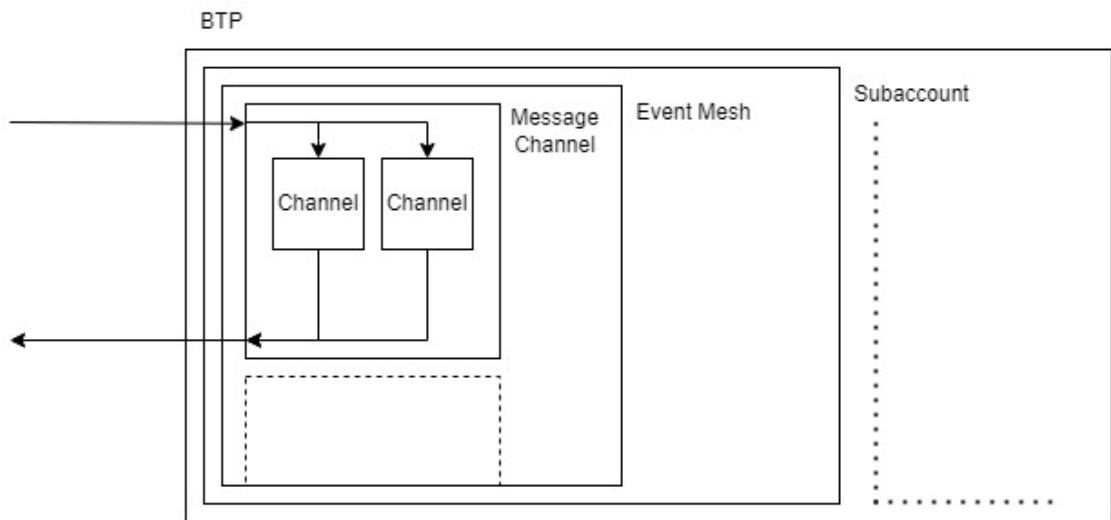 BTP
Subaccount
Event Mesh
Message
Channel
Channel
Channel